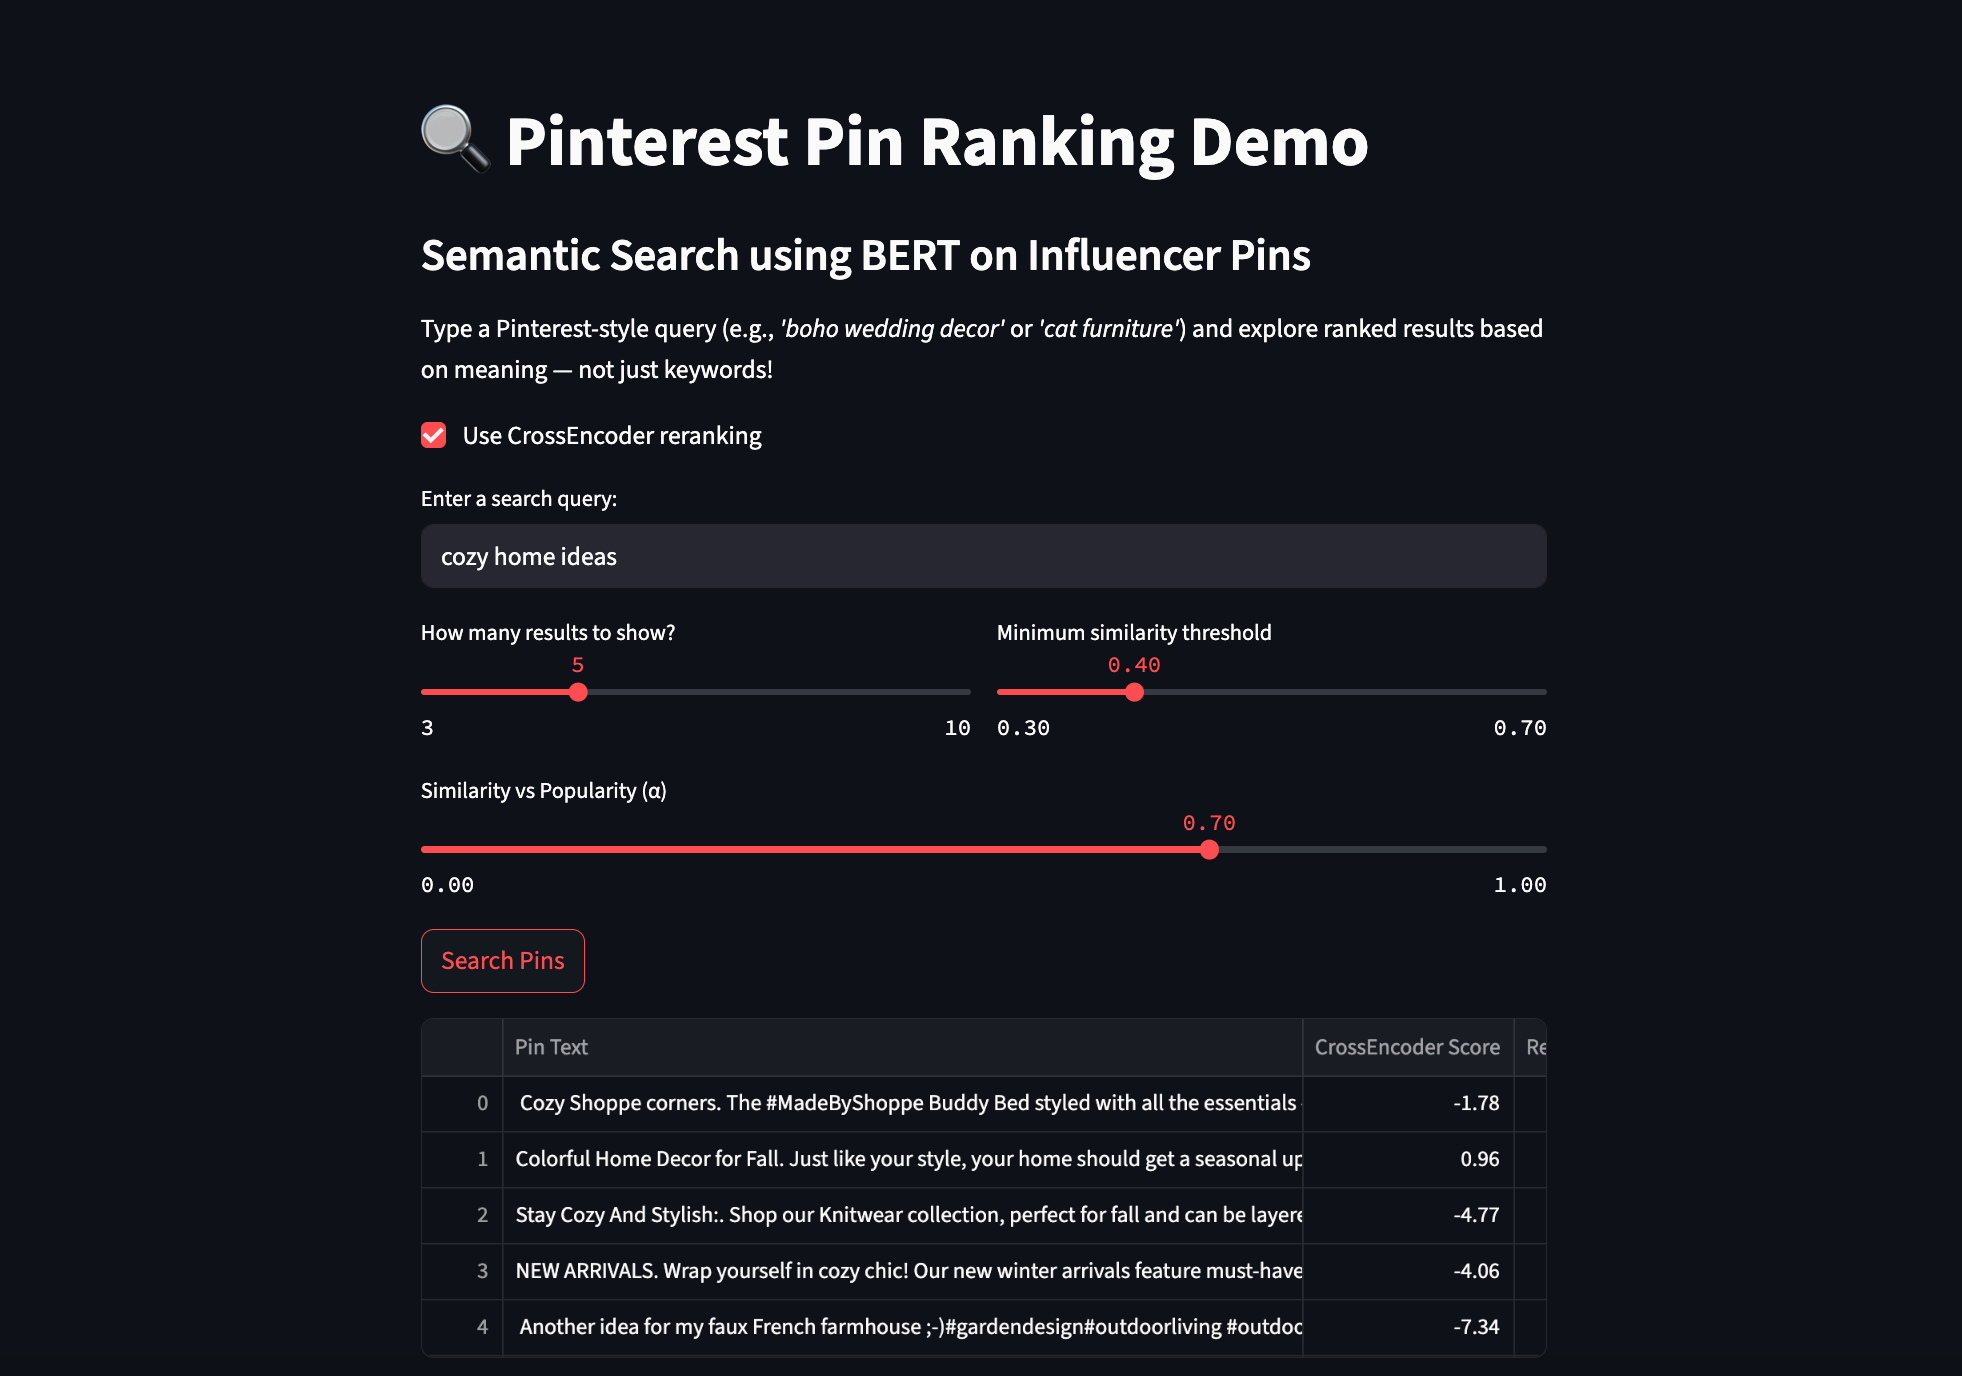 Pinterest Pin Ranking Demo
Semantic Search using BERT on Influencer Pins
Type a Pinterest-style query (e.g., 'boho wedding decor' or 'cat furniture') and explore ranked results based
on meaning — not just keywords!
Use CrossEncoder reranking
Enter a search query:
cozy home ideas
How many results to show? Minimum similarity threshold
5 0.40
3 10 0.30 0.70
Similarity vs Popularity (α)
0.70
0.00 1.00
Search Pins
Pin Text CrossEncoder Score Re
0 Cozy Shoppe corners. The #MadeByShoppe Buddy Bed styled with all the essentials -1.78
1 Colorful Home Decor for Fall. Just like your style, your home should get a seasonal up 0.96
2 Stay Cozy And Stylish:. Shop our Knitwear collection, perfect for fall and can be layere -4.77
3 NEW ARRIVALS. Wrap yourself in cozy chic! Our new winter arrivals feature must-have -4.06
4 Another idea for my faux French farmhouse ;-)#gardendesign#outdoorliving #outdoo -7.34